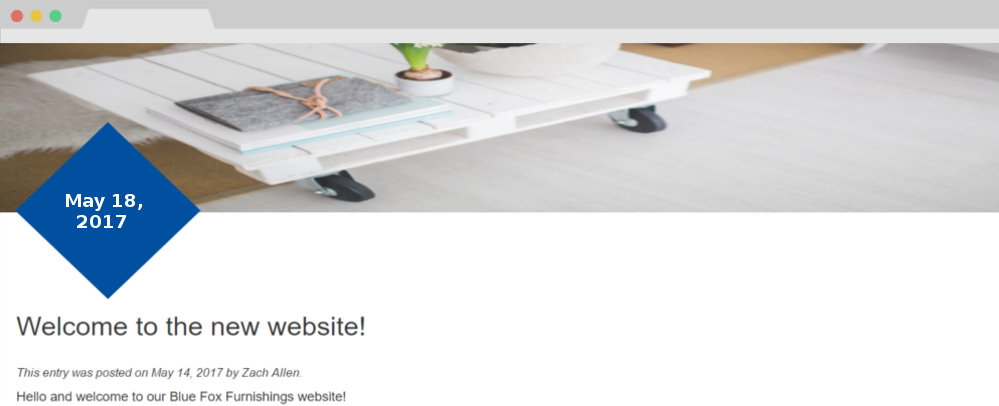 May 18,
2017
Welcome to the new website!
This entry was posted on May 14, 2017 by Zach Allen.
Hello and welcome to our Blue Fox Furnishings website!